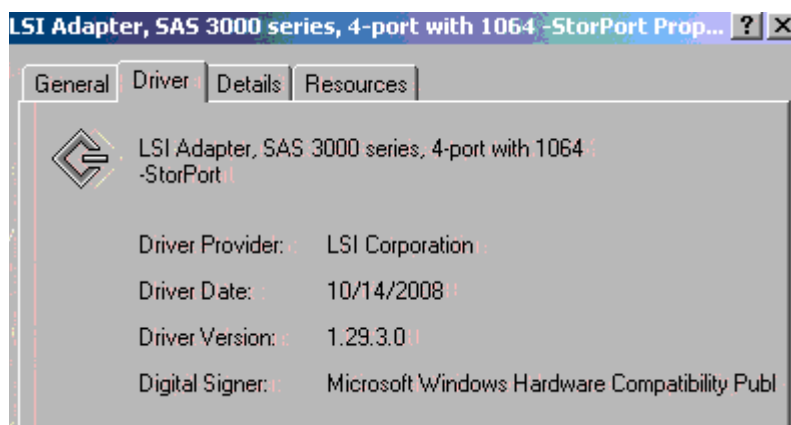 LSI Adapter, SAS 3000 series, 4-port with 1064 -StorPort Prop... ? X
General Driver Details Resources
LSI Adapter, SAS 3000 series, 4-port with 1064
-StorPort
Driver Provider: LSI Corporation
Driver Date: 10/14/2008
Driver Version: 1.29.3.0
Digital Signer: Microsoft Windows Hardware Compatibility Publ